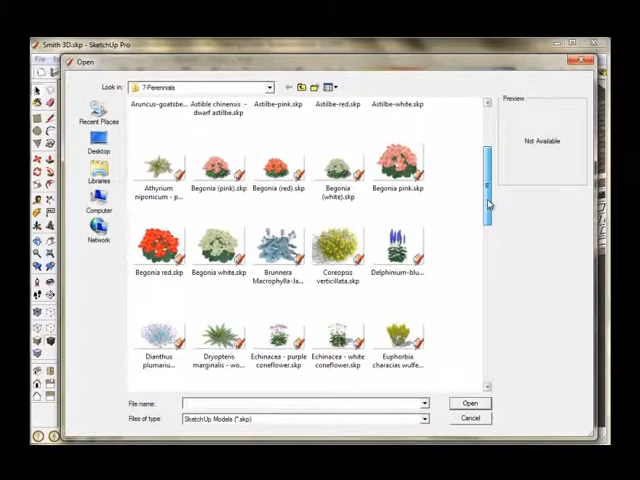 Smith 3D.skp - SketchUp Pro
File
Open
Look in:
7-Perennials
Aruncus-goatsbe...
Astible chinensis - dwarf astilbe.skp
Astilbe-pink.skp
Astilbe-red.skp
Astilbe-white.skp
Preview
Not Available
Recent Places
Desktop
Libraries
Computer
Network
Athyrium
niponicum - p...
Begonia (pink).skp
Begonia (red).skp
Begonia
(white).skp
Begonia pink.skp
Begonia red.skp
Begonia white.skp
Brunnera
Macrophylla-Ja...
Coreopsis
verticillata.skp
Delphinium-blu...
Dianthus
plumariu...
Dryopteris
marginalis - wo...
Echinacea - purple
coneflower.skp
Echinacea - white
coneflower.skp
Euphorbia
characias wulfe...
File name:
Open
Files of type:
SketchUp Models (*.skp)
Cancel